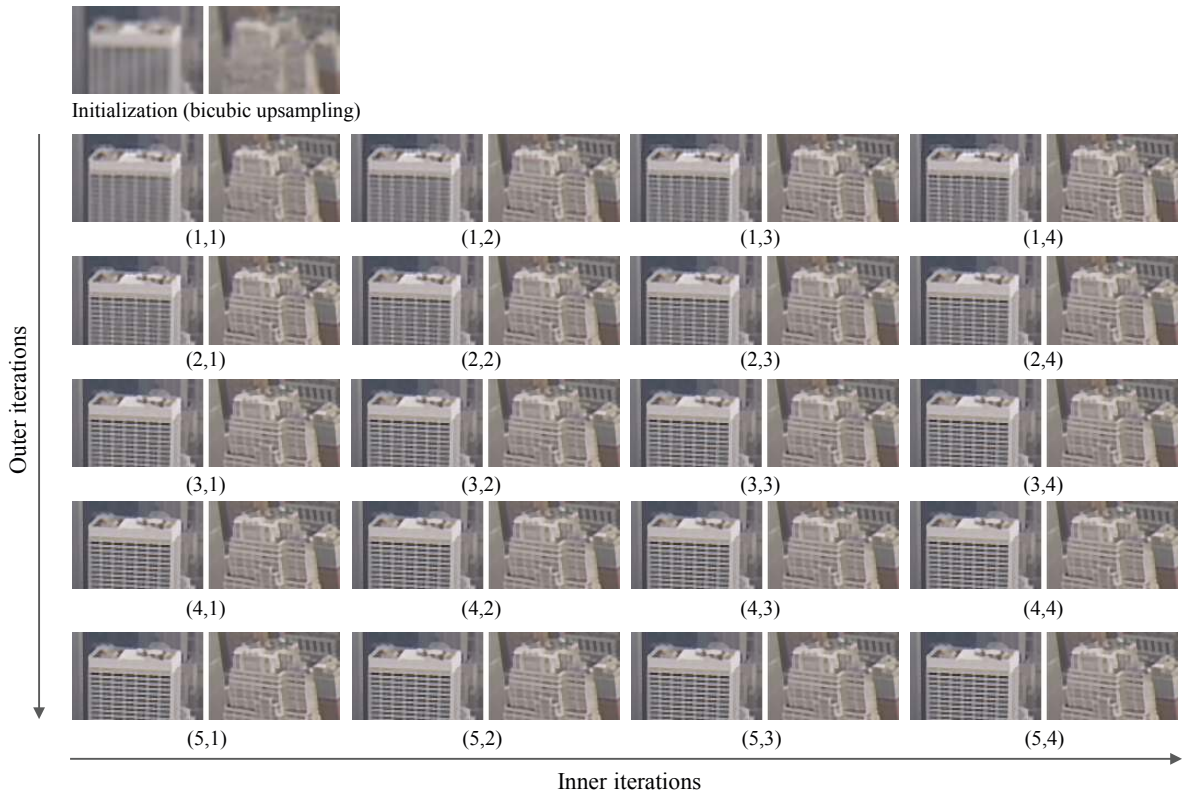 Initialization (bicubic upsampling)
(1,1) (1,2) (1,3) (1,4)
(2,1) (2,2) (2,3) (2,4)
(3,1) (3,2) (3,3) (3,4)
(4,1) (4,2) (4,3) (4,4)
(5,1) (5,2) (5,3) (5,4)
Outer iterations
Inner iterations